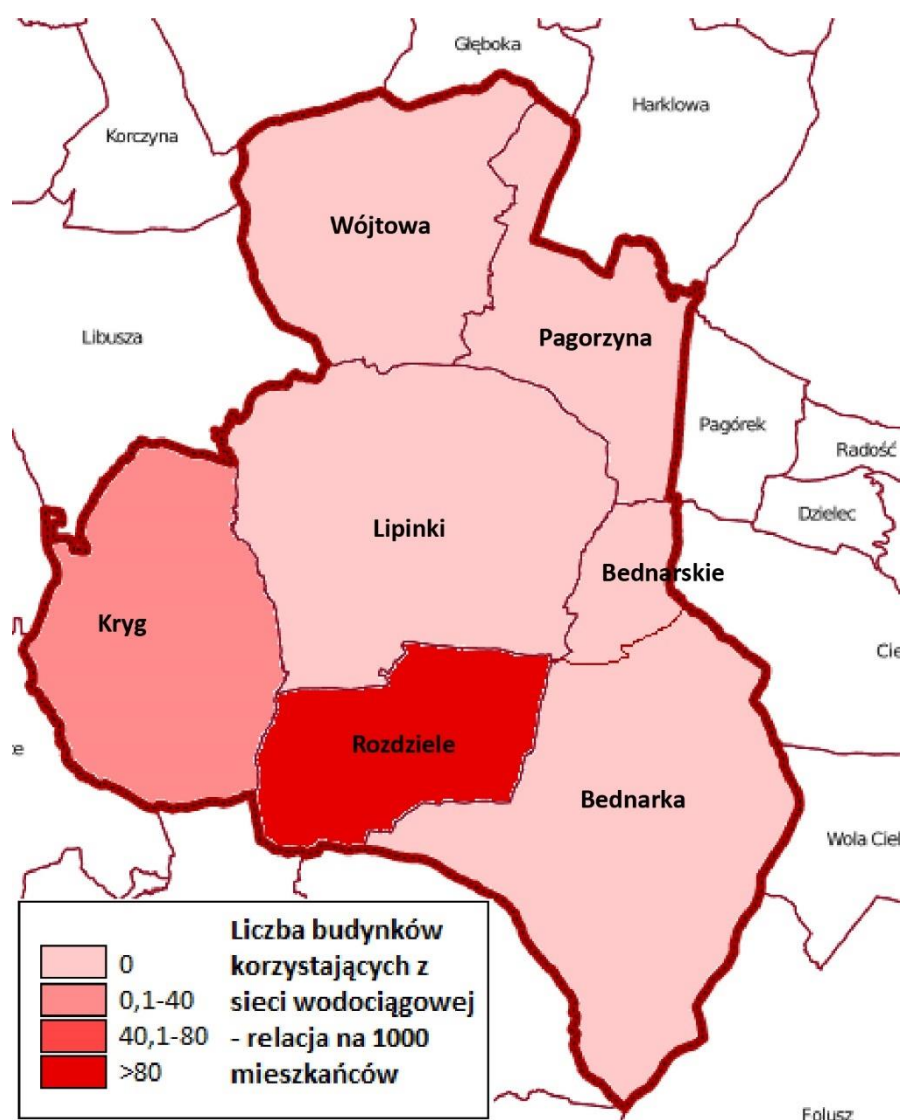 Głęboka
Harklowa
Korczyna
Wójtowa
Libusza
Pagorzyna
Pagórek
Radość
Dzielec
Lipinki
Bednarskie
Kryg
Cie
Rozdziele
Bednarka
Wola Ciel
Folusz
Liczba budynków
korzystających z
sieci wodociągowej
- relacja na 1000
mieszkańców
0
0,1-40
40,1-80
>80